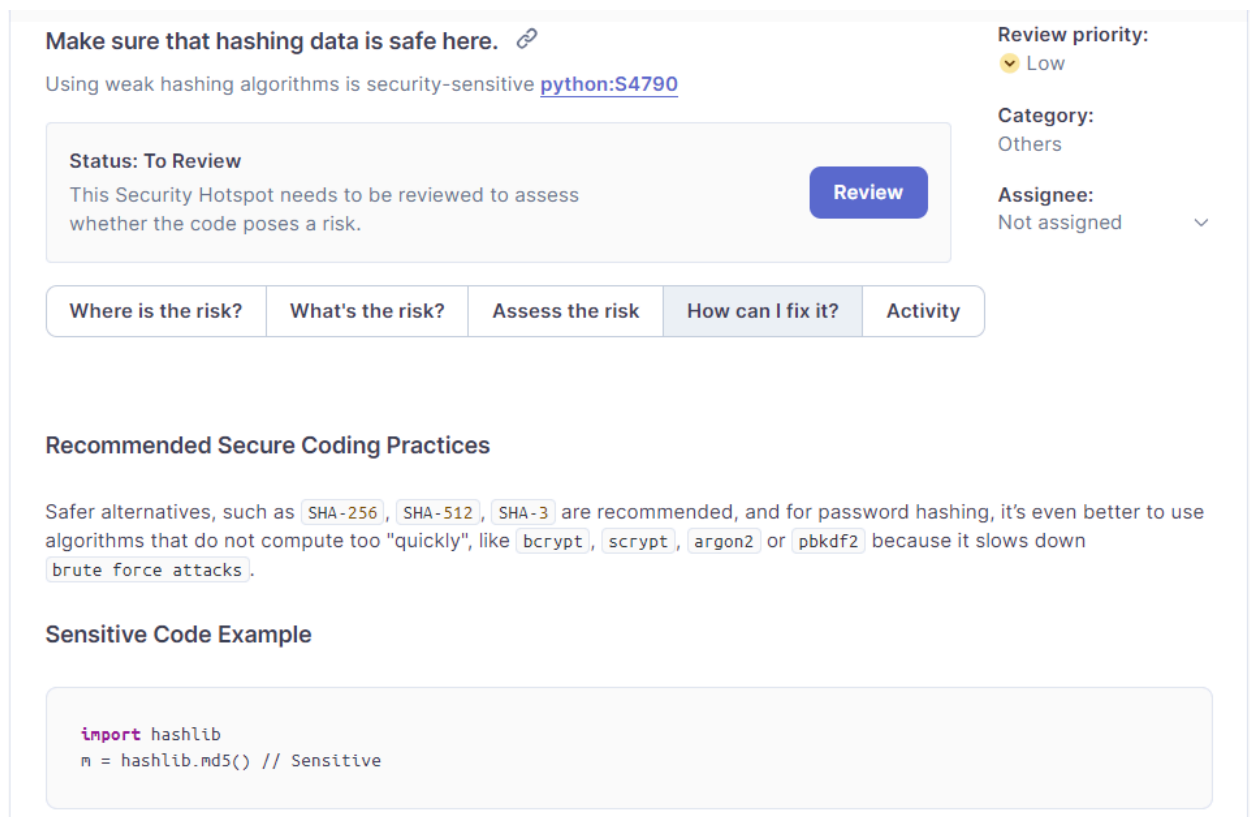 Make sure that hashing data is safe here.
Using weak hashing algorithms is security-sensitive python:S4790
Status: To Review
This Security Hotspot needs to be reviewed to assess
whether the code poses a risk.
Review
Review priority:
Low
Category:
Others
Assignee:
Not assigned
Where is the risk? What's the risk? Assess the risk How can I fix it? Activity
Recommended Secure Coding Practices
Safer alternatives, such as SHA-256, SHA-512, SHA-3 are recommended, and for password hashing, it's even better to use
algorithms that do not compute too "quickly", like bcrypt, scrypt, argon2 or pbkdf2 because it slows down
brute force attacks.
Sensitive Code Example
import hashlib
m = hashlib.md5() // Sensitive